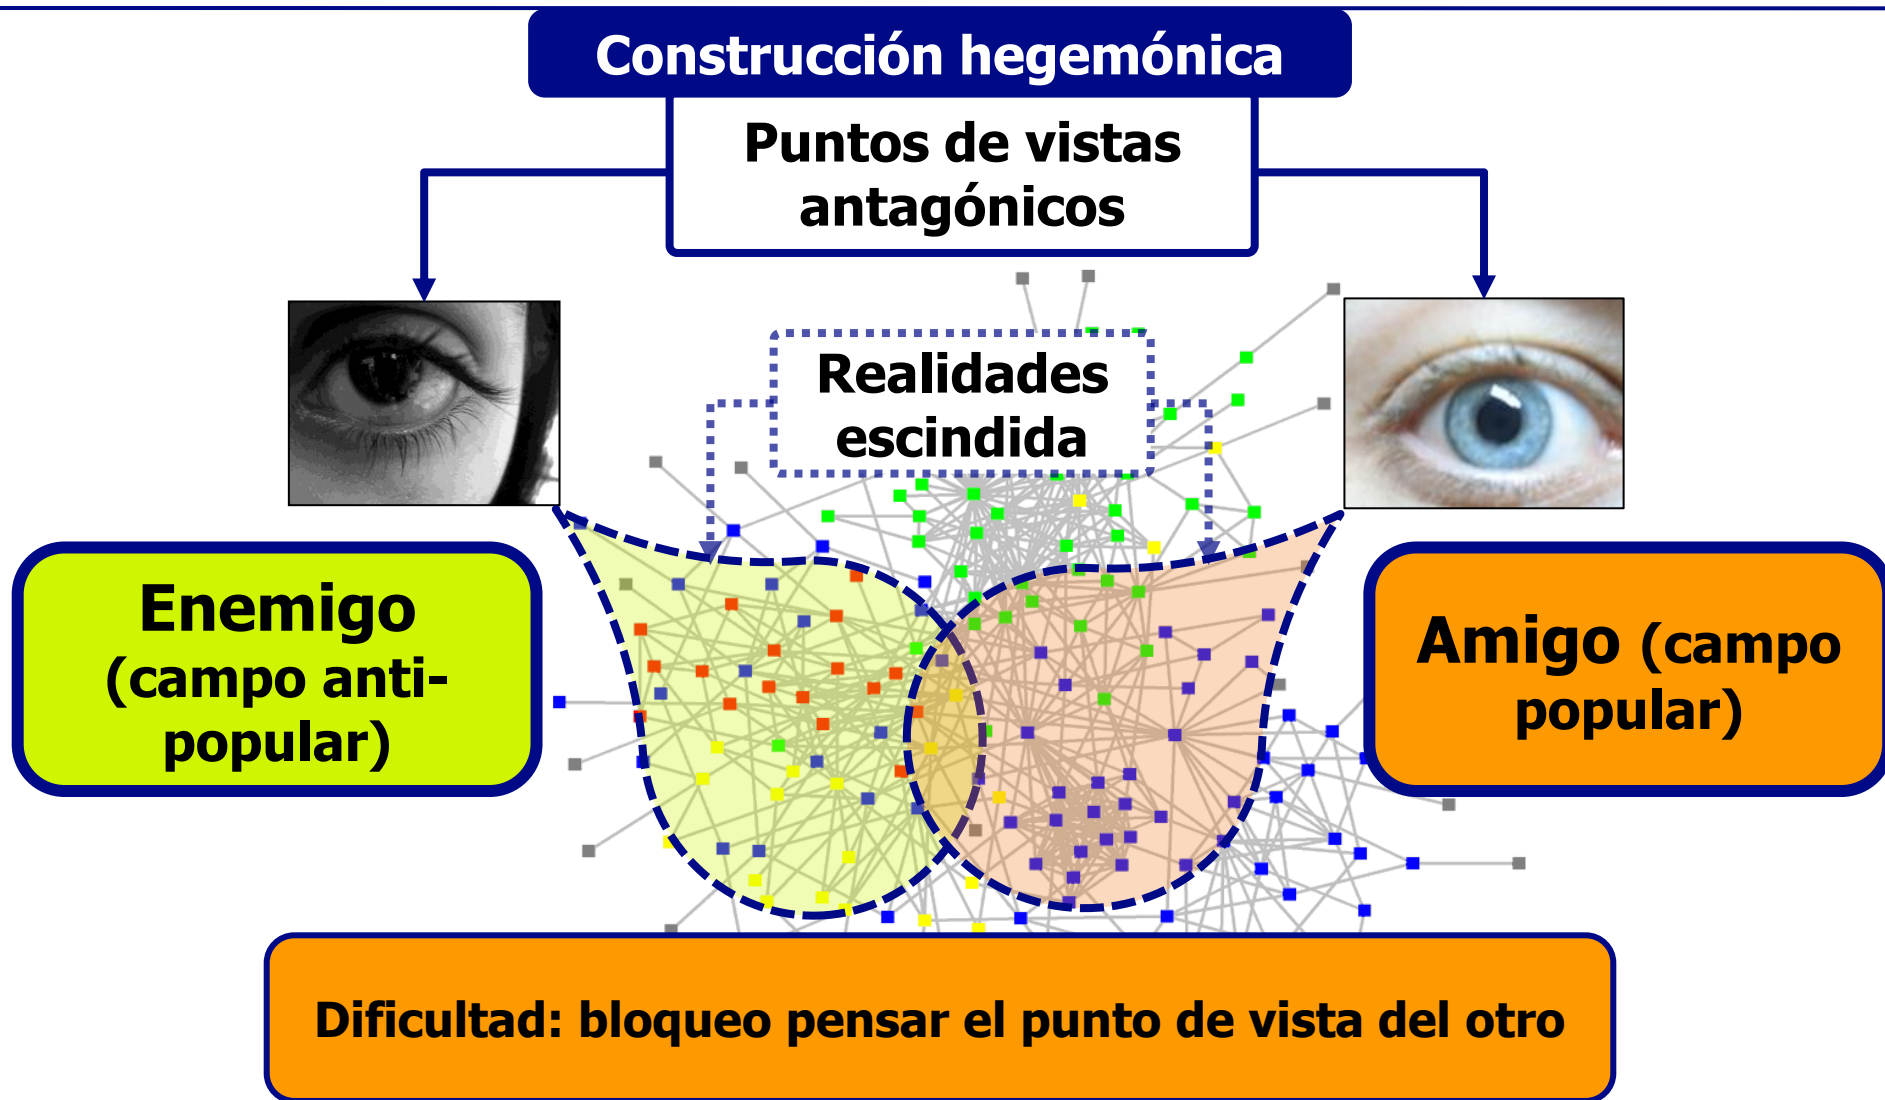 Construcción hegemónica
Puntos de vistas
antagónicos
Realidades
escindida
Enemigo
(campo anti-
popular)
Amigo (campo
popular)
Dificultad: bloqueo pensar el punto de vista del otro